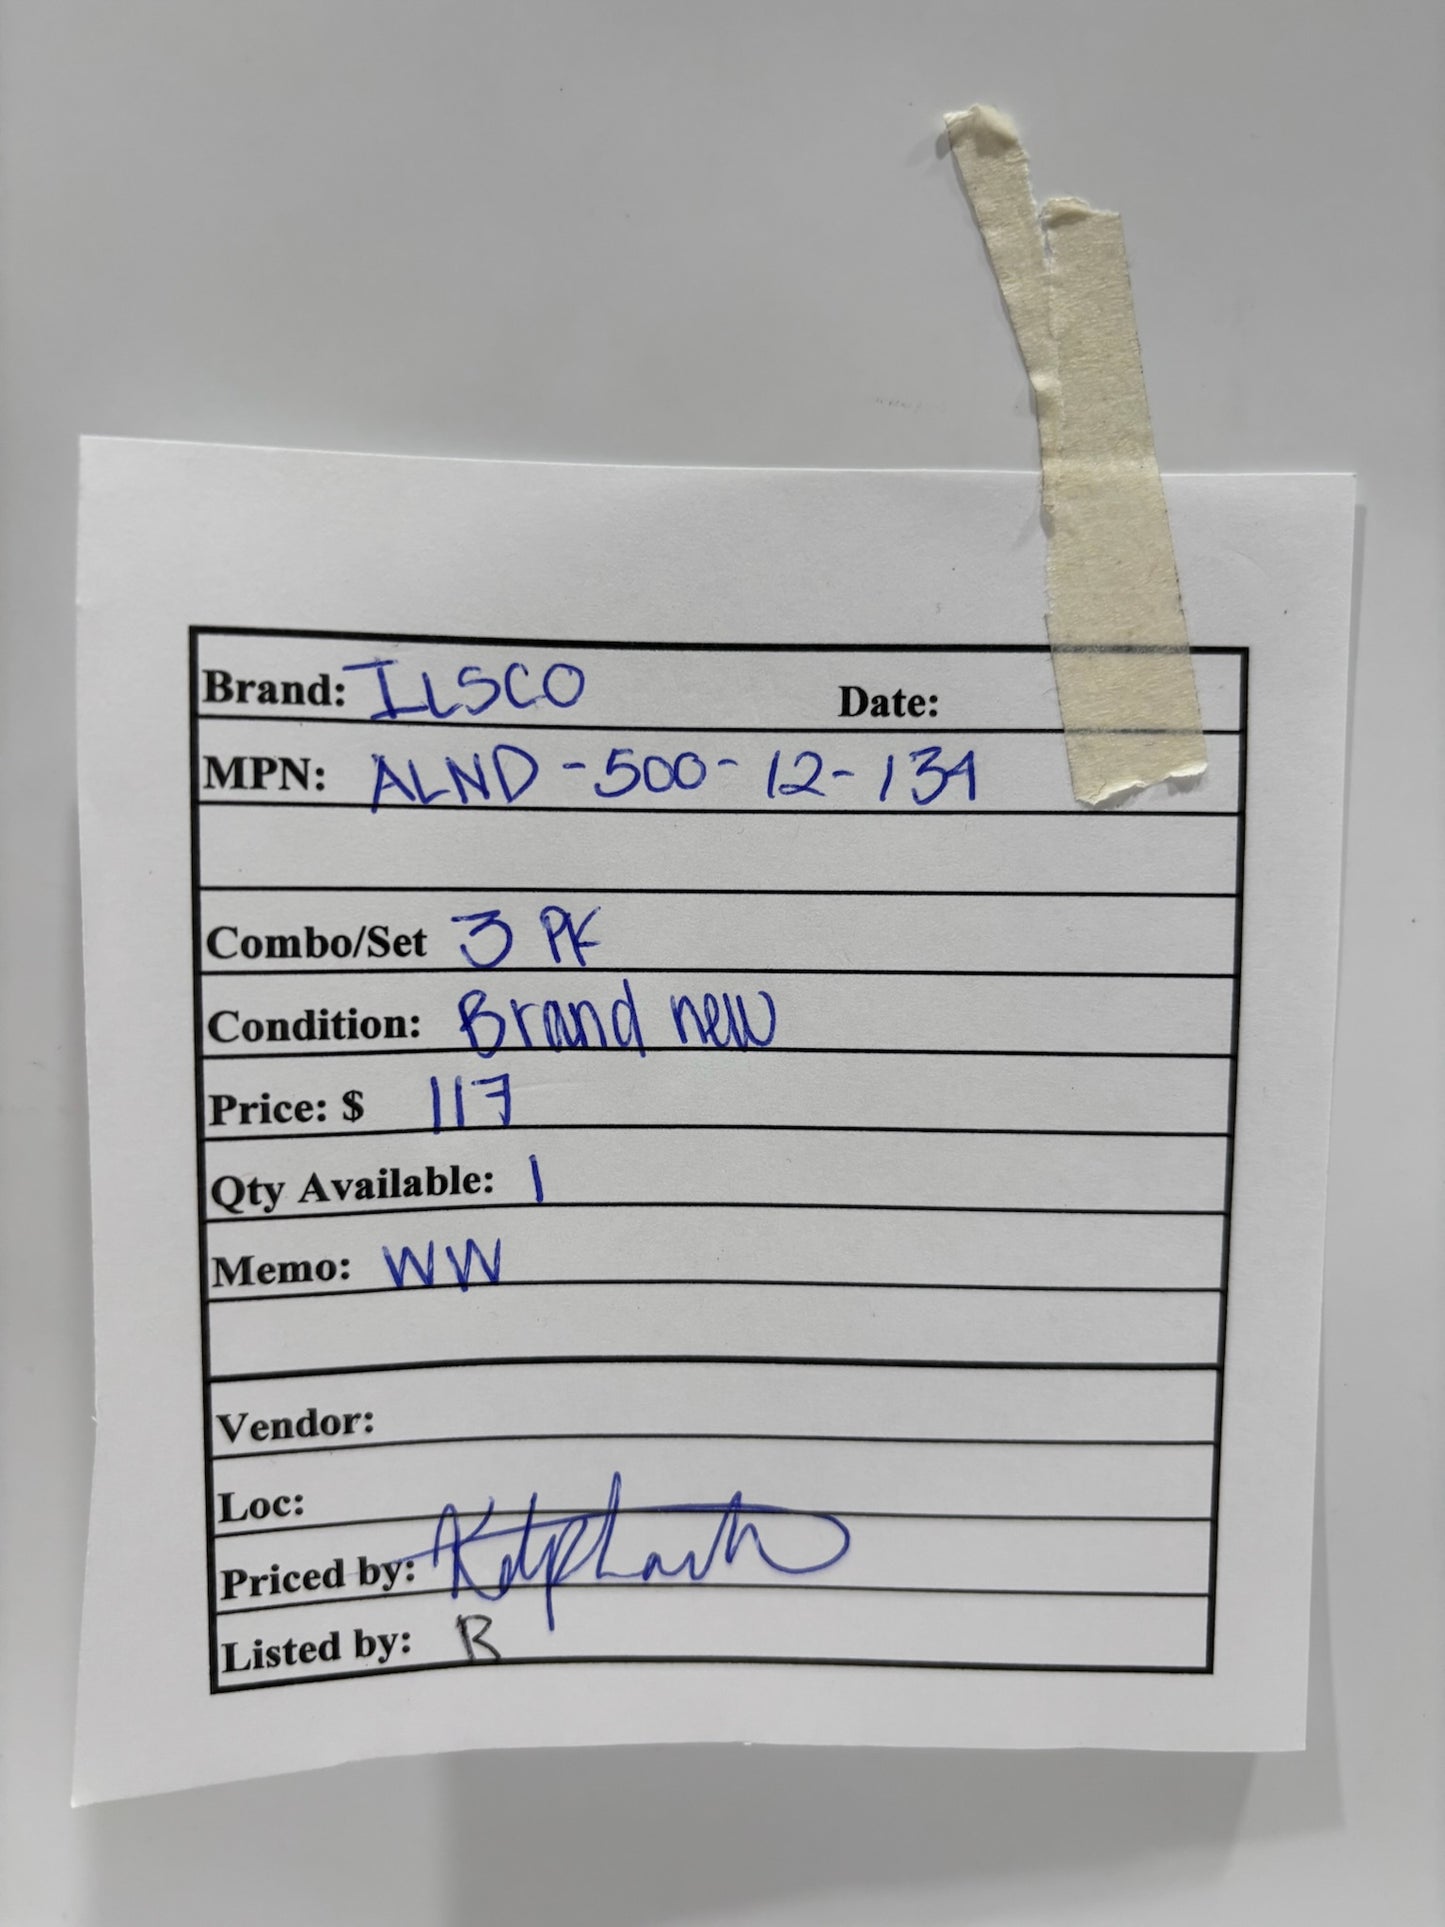 Brand: ILSCO Date:
MPN: ALND-500-12-134
Combo/Set 3 PK
Condition: Brand new
Price: $ 117
Qty Available: 1
Memo: WW
Vendor:
Loc:
Priced by:
Listed by: R